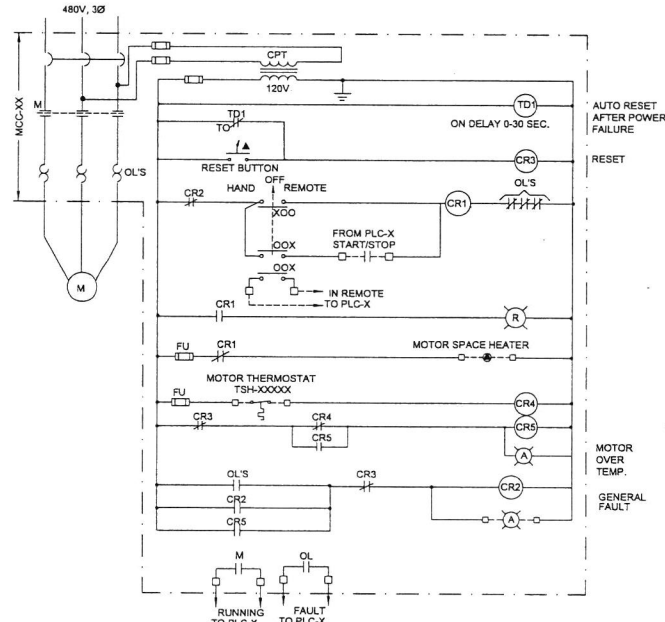 480V, 3Ø
CPT
120V
MCC-XX
M
TD1
TD1
TO
ON DELAY 0-30 SEC.
AUTO RESET
AFTER POWER
FAILURE
RESET BUTTON
CR3
RESET
OL'S
OFF
HAND
REMOTE
CR2
XOO
CR1
OL'S
FROM PLC-X
START/STOP
OOX
OOX
M
IN REMOTE
TO PLC-X
CR1
R
FU
CR1
MOTOR SPACE HEATER
MOTOR THERMOSTAT
TSH-XXXXX
FU
CR4
CR3
CR4
CR5
CR5
A
MOTOR
OVER
TEMP.
OL'S
CR3
CR2
CR2
GENERAL
FAULT
CR5
A
M
OL
RUNNING
TO PLC-X
FAULT
TO PLC-X